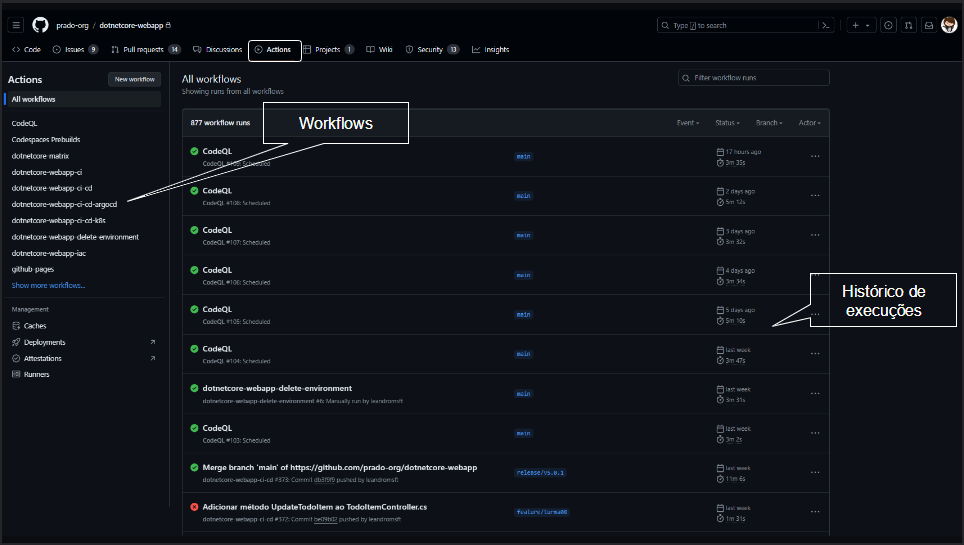 prado-org / dotnetcore-webapp
Type / to search
Code
Issues 9
Pull requests 14
Discussions
Actions
Projects 1
Wiki
Security 13
Insights
Actions
New workflow
All workflows
CodeQL
Codespaces Prebuilds
dotnetcore-matrix
dotnetcore-webapp-ci
dotnetcore-webapp-ci-cd
dotnetcore-webapp-ci-cd-argocd
dotnetcore-webapp-ci-cd-k8s
dotnetcore-webapp-delete-environment
dotnetcore-webapp-iac
github-pages
Show more workflows...
Management
Caches
Deployments
Attestations
Runners
All workflows
Showing runs from all workflows
Filter workflow runs
Workflows
Histórico de
execuções
877 workflow runs
Event
Status
Branch
Actor
CodeQL
Scheduled
main
17 hours ago
3m 35s
CodeQL
CodeQL #108: Scheduled
main
2 days ago
5m 12s
CodeQL
CodeQL #107: Scheduled
main
3 days ago
3m 32s
CodeQL
CodeQL #106: Scheduled
main
4 days ago
3m 34s
CodeQL
CodeQL #105: Scheduled
main
5 days ago
5m 10s
CodeQL
CodeQL #104: Scheduled
main
last week
3m 47s
dotnetcore-webapp-delete-environment
dotnetcore-webapp-delete-environment #6: Manually run by leandromsft
main
last week
3m 31s
CodeQL
CodeQL #103: Scheduled
main
last week
3m 2s
Merge branch 'main' of https://github.com/prado-org/dotnetcore-webapp
dotnetcore-webapp-ci-cd #373: Commit db3f9f9 pushed by leandromsft
release/v5.0.1
last week
11m 6s
Adicionar método UpdateTodoItem ao TodoItemController.cs
dotnetcore-webapp-ci-cd #372: Commit be09b02 pushed by leandromsft
feature/turma08
last week
1m 31s